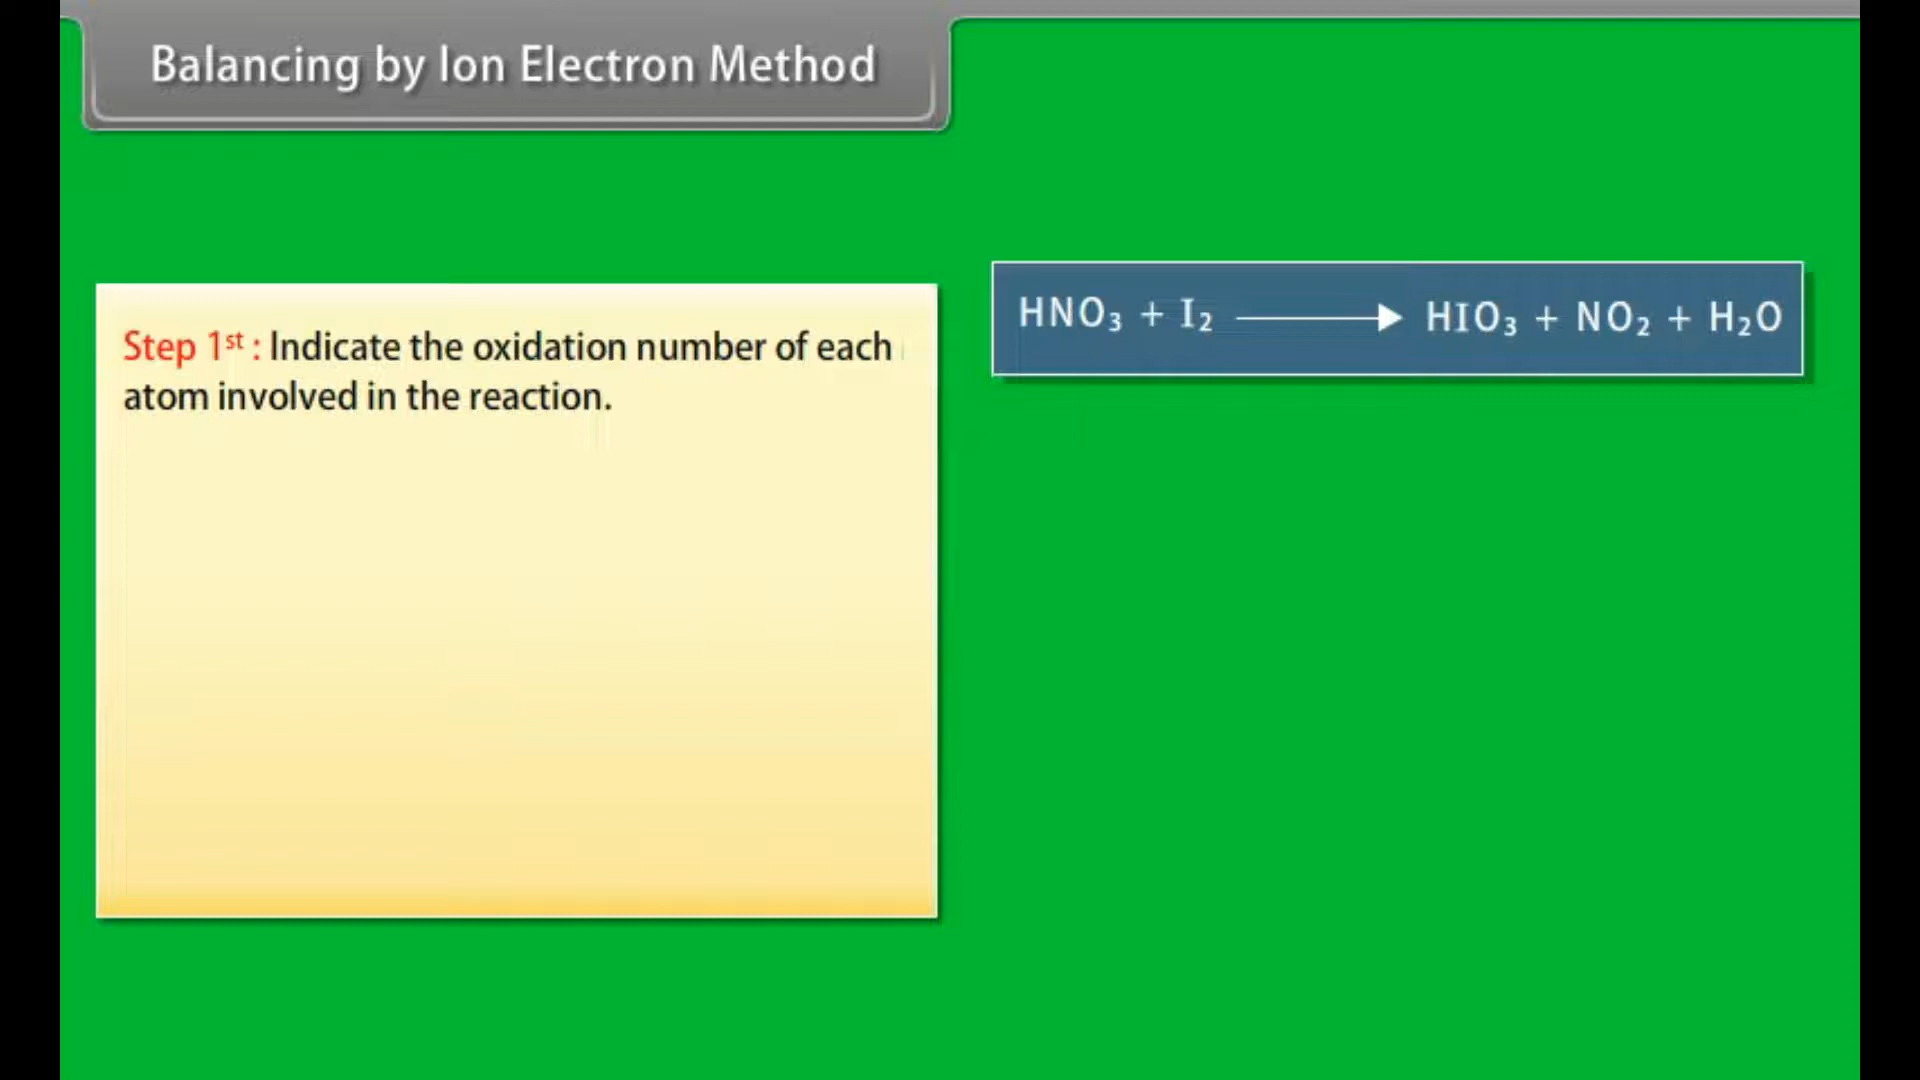 Balancing by Ion Electron Method
HNO₃ + I₂ ⟶ HIO₃ + NO₂ + H₂O
Step 1ˢᵗ : Indicate the oxidation number of each
atom involved in the reaction.